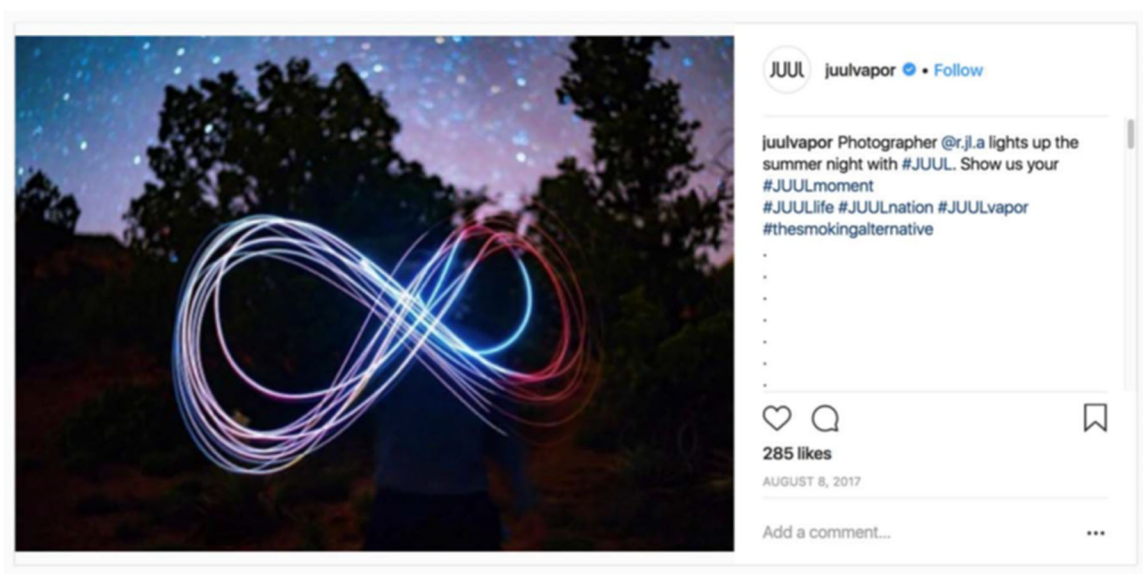 JUUL
juulvapor • Follow
juulvapor Photographer @r.jl.a lights up the
summer night with #JUUL. Show us your
#JUULmoment
#JUULlife #JUULnation #JUULvapor
#thesmokingalternative
.
.
.
.
.
.
.
285 likes
AUGUST 8, 2017
Add a comment...